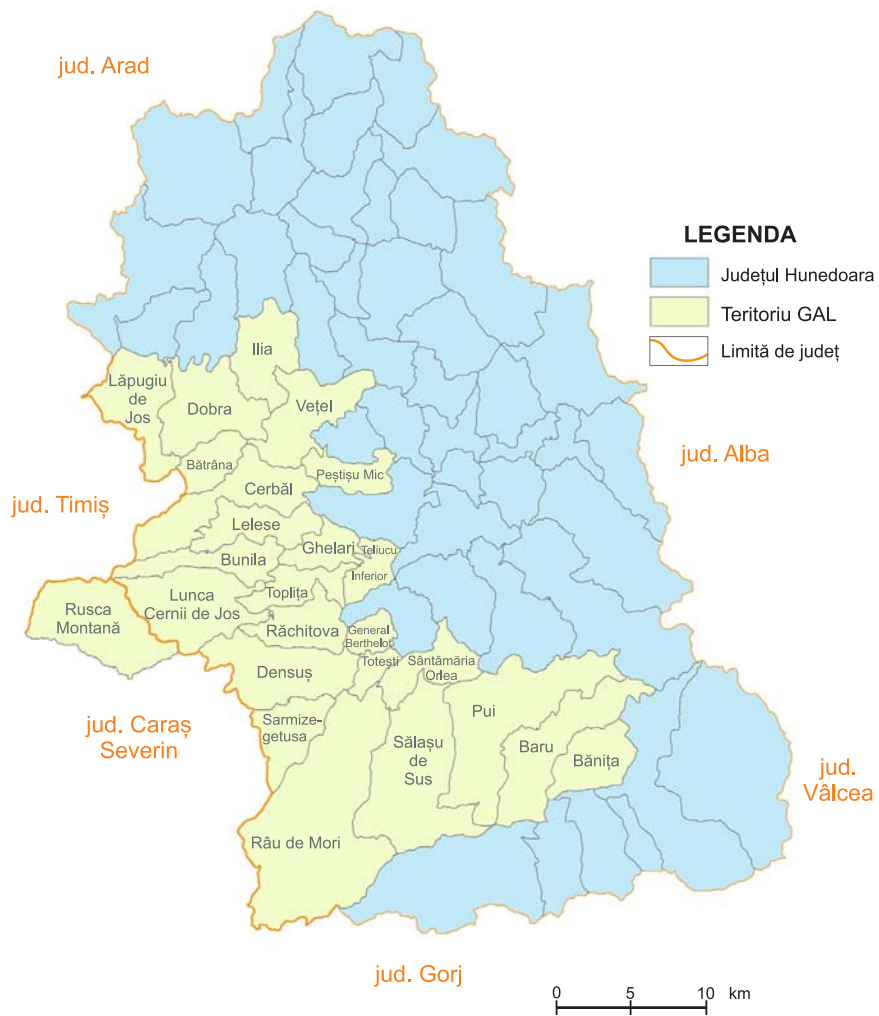 jud. Arad
LEGENDA
Județul Hunedoara
Teritoriu GAL
Limită de județ
Ilia
Lăpugiu
de
Jos
Dobra
Vețel
jud. Alba
Bătrâna
Peștișu Mic
Cerbăl
jud. Timiș
Lelese
Ghelari
Teliucu
Inferior
Bunila
Lunca
Cernii de Jos
Toplița
Rusca
Montană
Răchitova
General
Berthelot
Totești
Sântămăria
Orlea
Densuș
jud. Caraș
Severin
Sarmize-
getusa
Pui
Sălașu
de
Sus
Baru
Bănița
jud.
Vâlcea
Râu de Mori
jud. Gorj
0 5 10 km